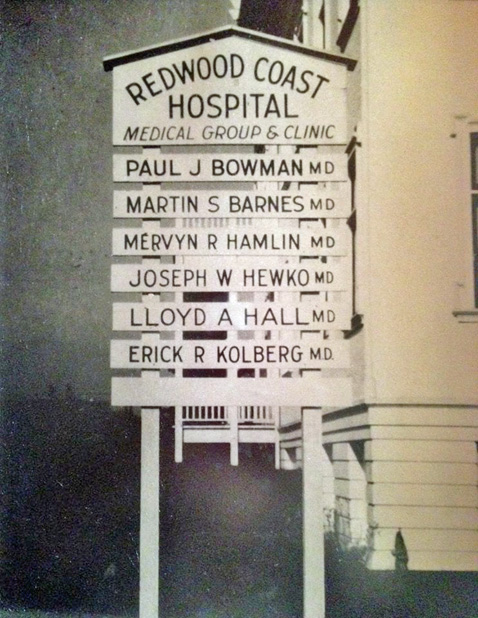 REDWOOD COAST
HOSPITAL
MEDICAL GROUP & CLINIC
PAUL J BOWMAN MD
MARTIN S BARNES MD
MERVYN R HAMLIN MD
JOSEPH W HEWKO MD
LLOYD A HALL MD
ERICK R KOLBERG M.D.